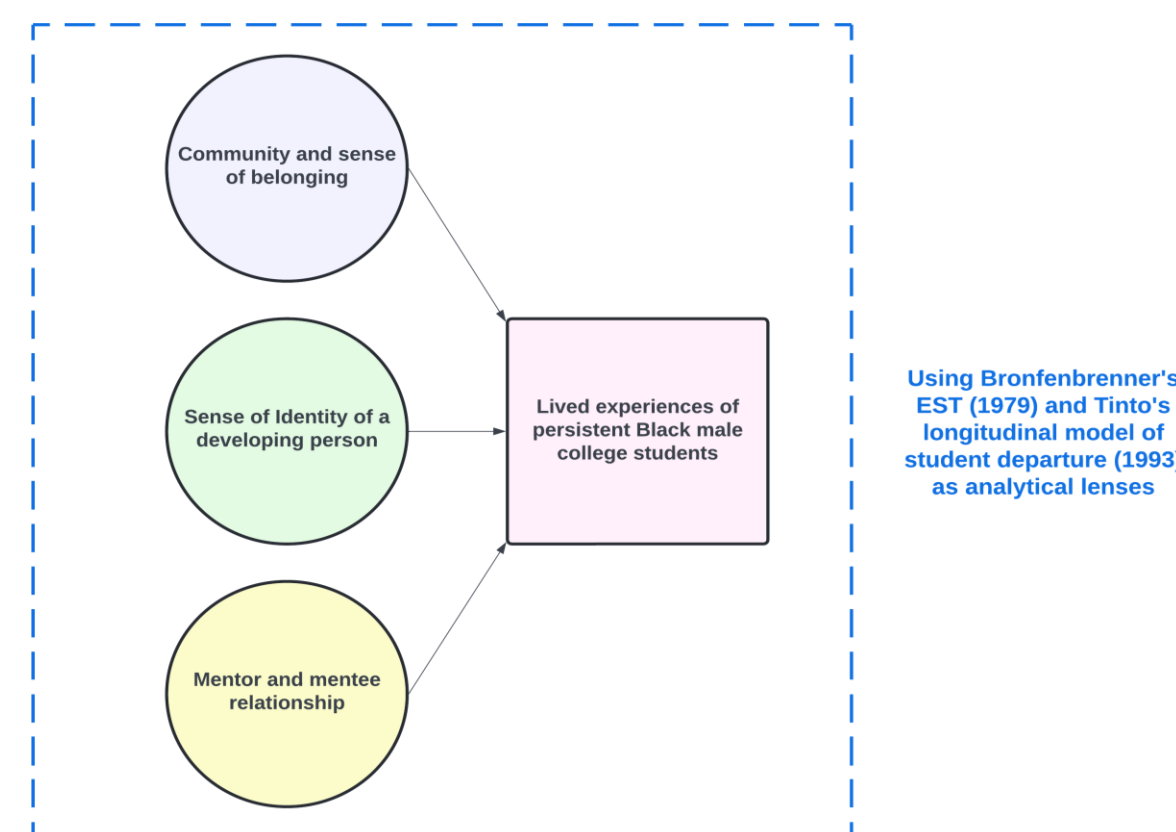 Community and sense
of belonging
Sense of Identity of a
developing person
Mentor and mentee
relationship
Lived experiences of
persistent Black male
college students
Using Bronfenbrenner's
EST (1979) and Tinto's
longitudinal model of
student departure (1993)
as analytical lenses